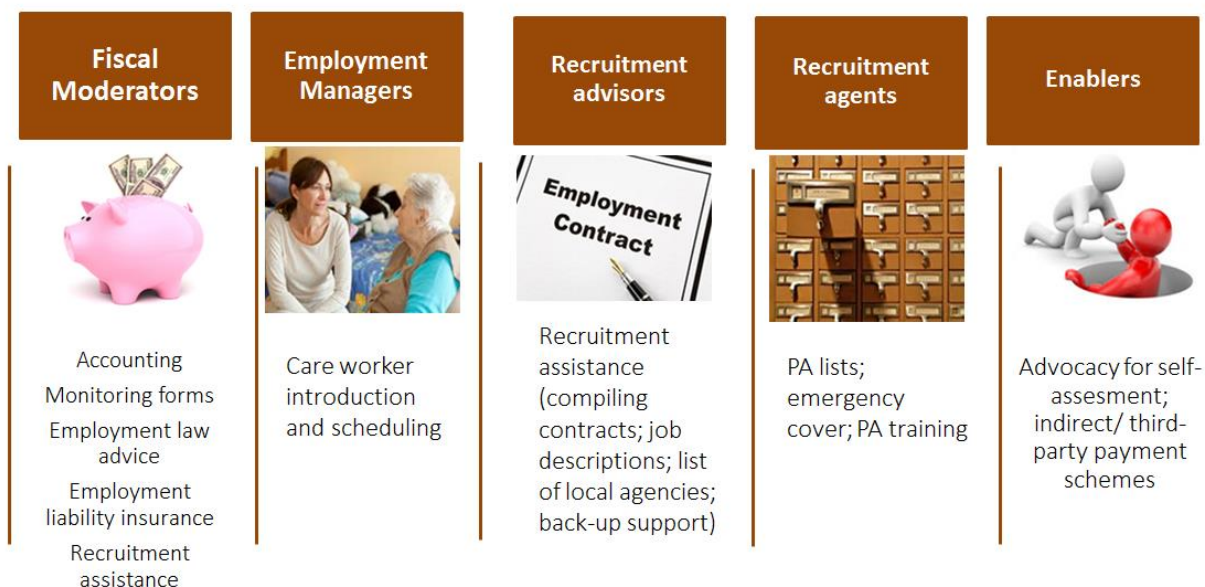 Fiscal
Moderators
Employment
Managers
Recruitment
advisors
Recruitment
agents
Enablers
Employment
Contract
Accounting
Monitoring forms
Employment law
advice
Employment
liability insurance
Recruitment
assistance
Care worker
introduction
and scheduling
Recruitment
assistance
(compiling
contracts; job
descriptions; list
of local agencies;
back-up support)
PA lists;
emergency
cover; PA training
Advocacy for self-
assesment;
indirect/ third-
party payment
schemes